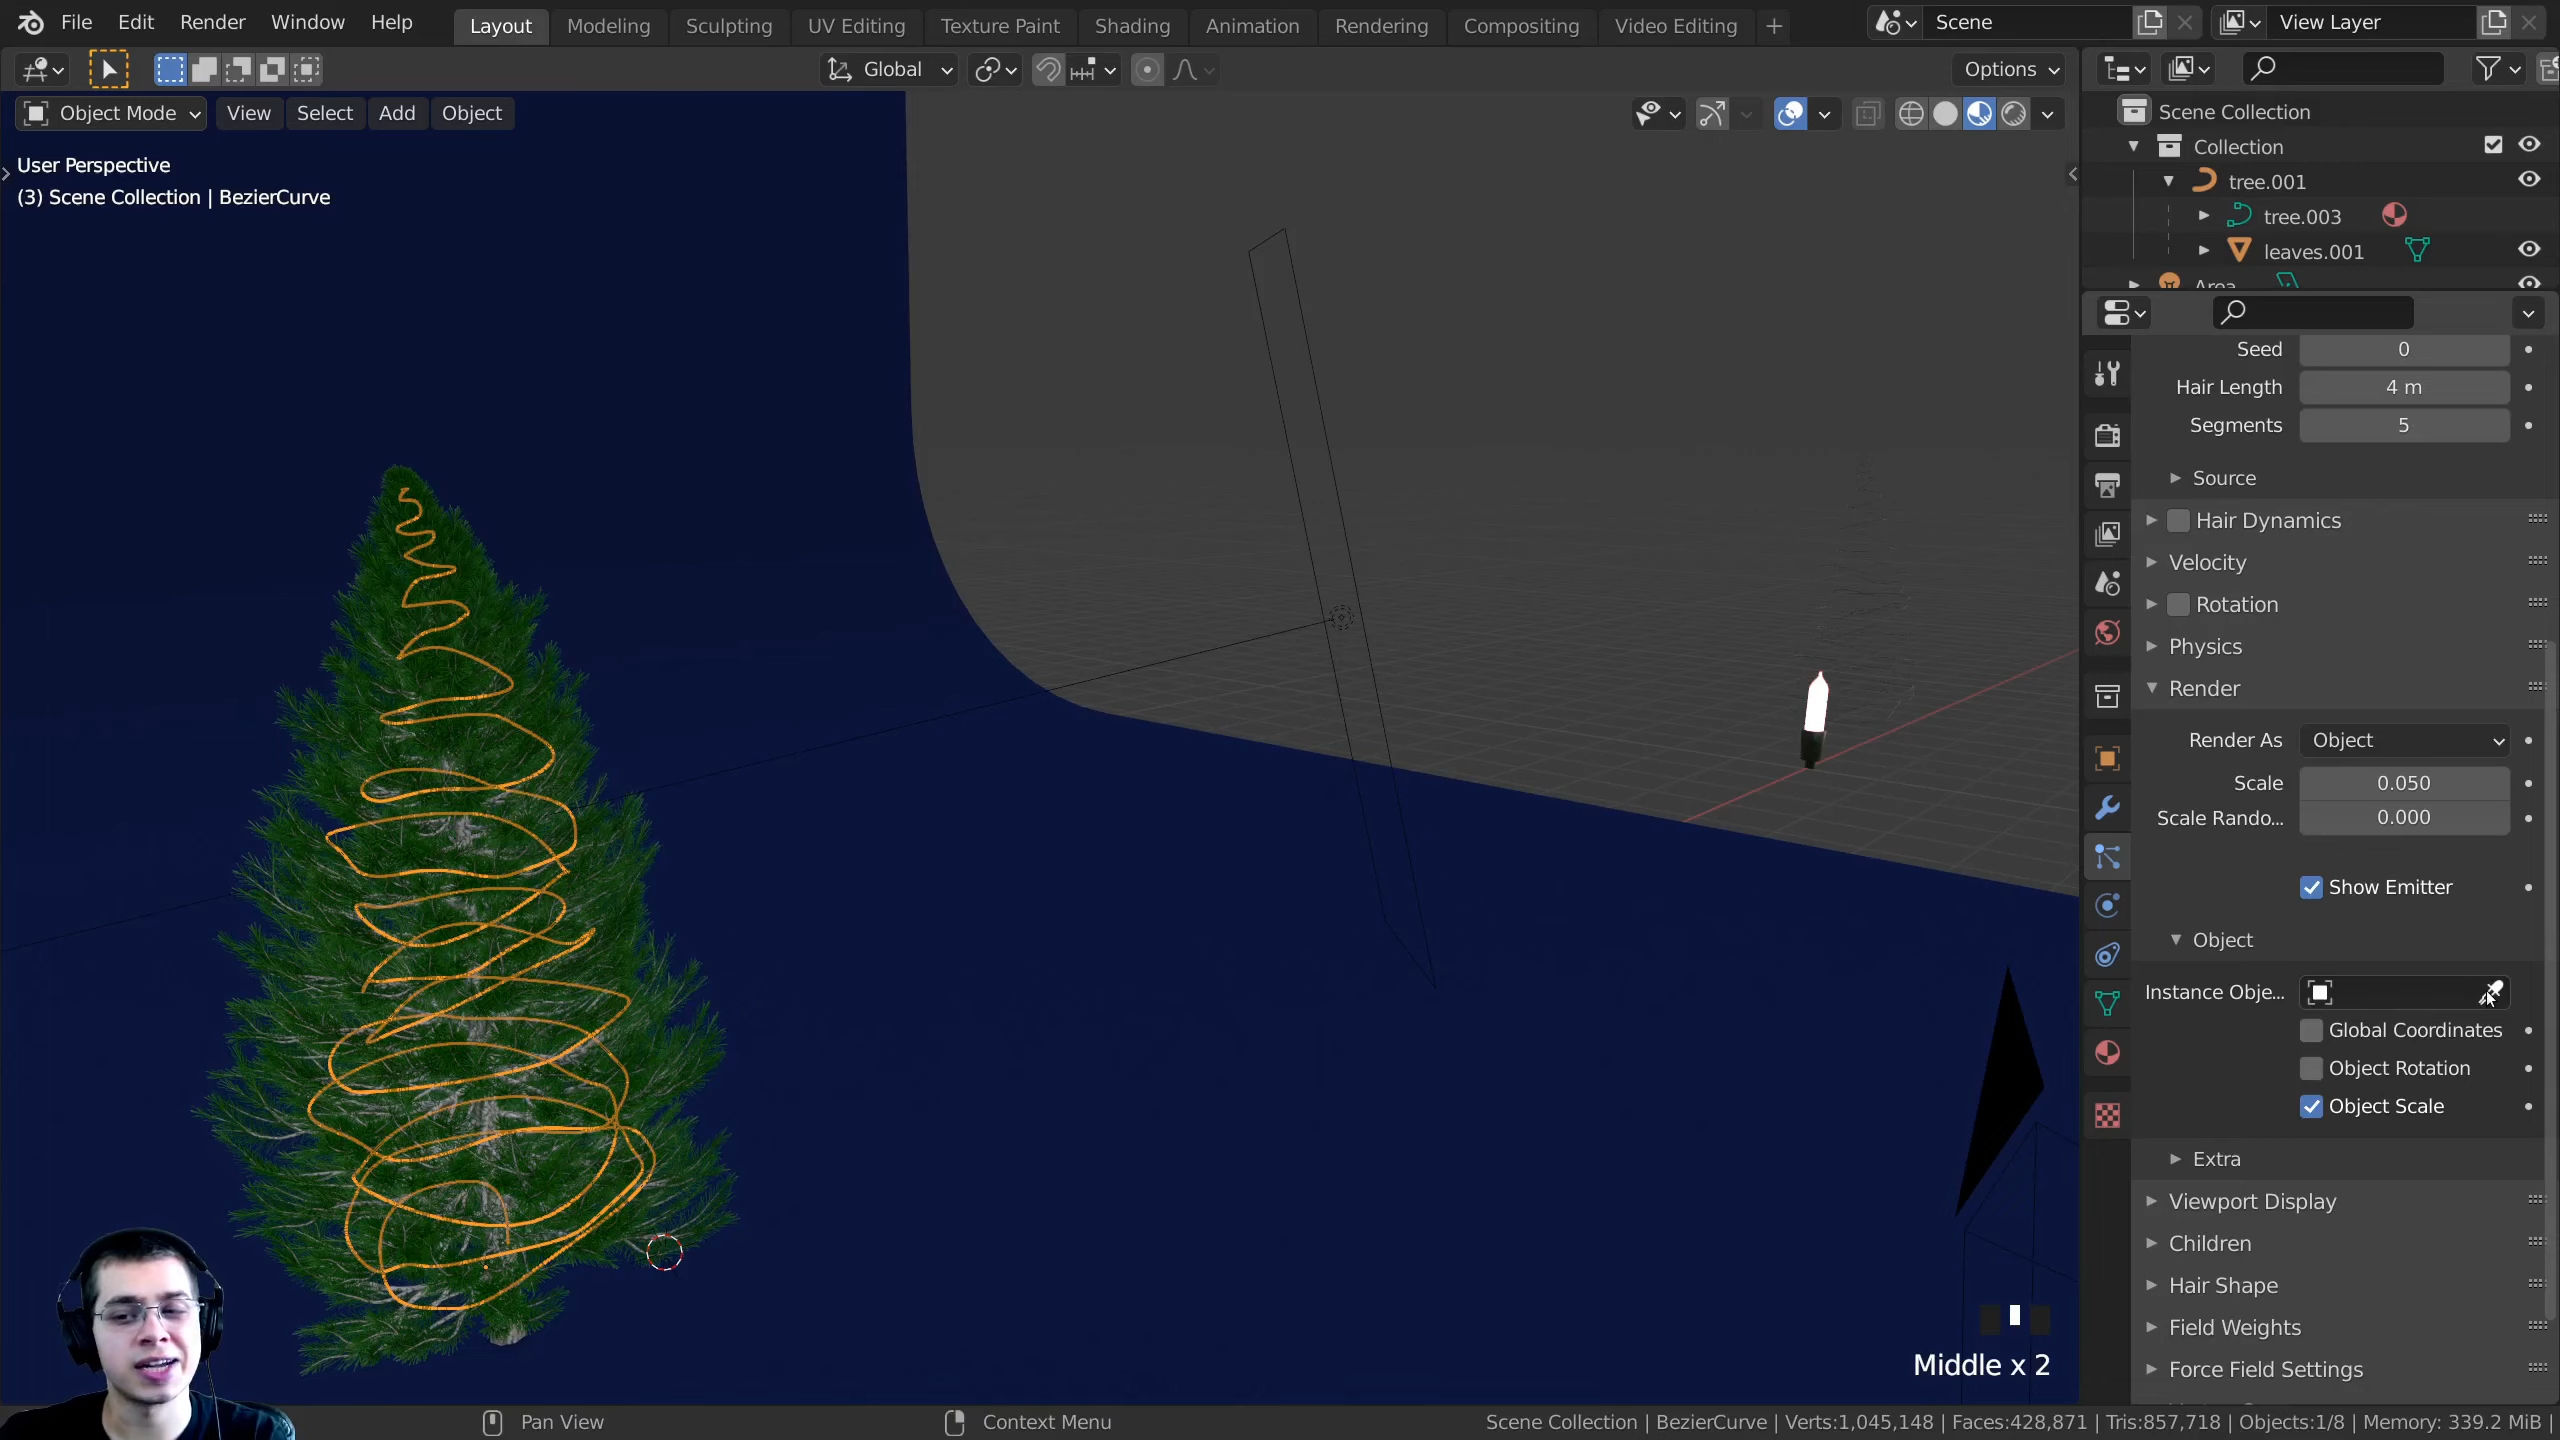 File Edit Render Window Help
Layout Modeling Sculpting UV Editing Texture Paint Shading Animation Rendering Compositing Video Editing +
Scene
View Layer
Global
Options
Object Mode View Select Add Object
User Perspective
(3) Scene Collection | BezierCurve
Scene Collection
Collection
tree.001
tree.003
leaves.001
Area
Seed 0
Hair Length 4 m
Segments 5
Source
Hair Dynamics
Velocity
Rotation
Physics
Render
Render As Object
Scale 0.050
Scale Rando... 0.000
Show Emitter
Object
Instance Obje...
Global Coordinates
Object Rotation
Object Scale
Extra
Viewport Display
Children
Hair Shape
Field Weights
Force Field Settings
Middle x 2
Pan View
Context Menu
Scene Collection | BezierCurve | Verts:1,045,148 | Faces:428,871 | Tris:857,718 | Objects:1/8 | Memory: 339.2 MiB |